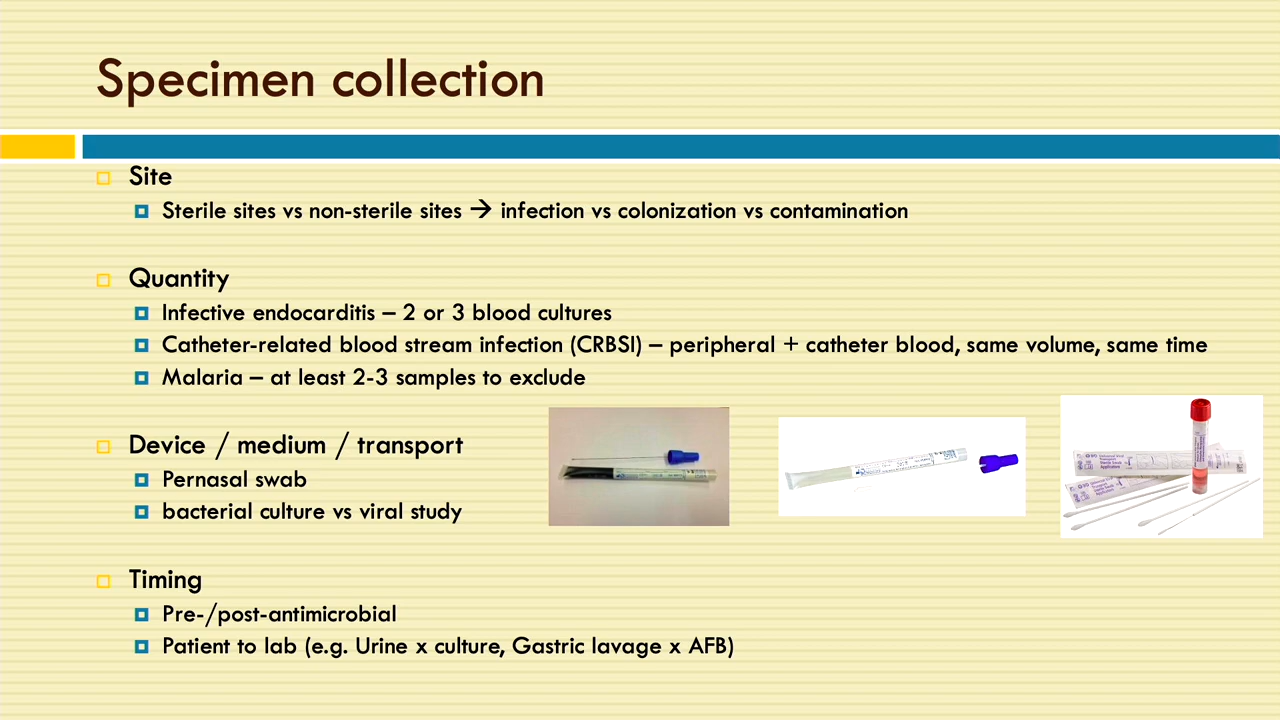 Specimen collection
Site
Sterile sites vs non-sterile sites → infection vs colonization vs contamination
Quantity
Infective endocarditis – 2 or 3 blood cultures
Catheter-related blood stream infection (CRBSI) – peripheral + catheter blood, same volume, same time
Malaria – at least 2-3 samples to exclude
Device / medium / transport
Pernasal swab
bacterial culture vs viral study
Timing
Pre-/post-antimicrobial
Patient to lab (e.g. Urine x culture, Gastric lavage x AFB)